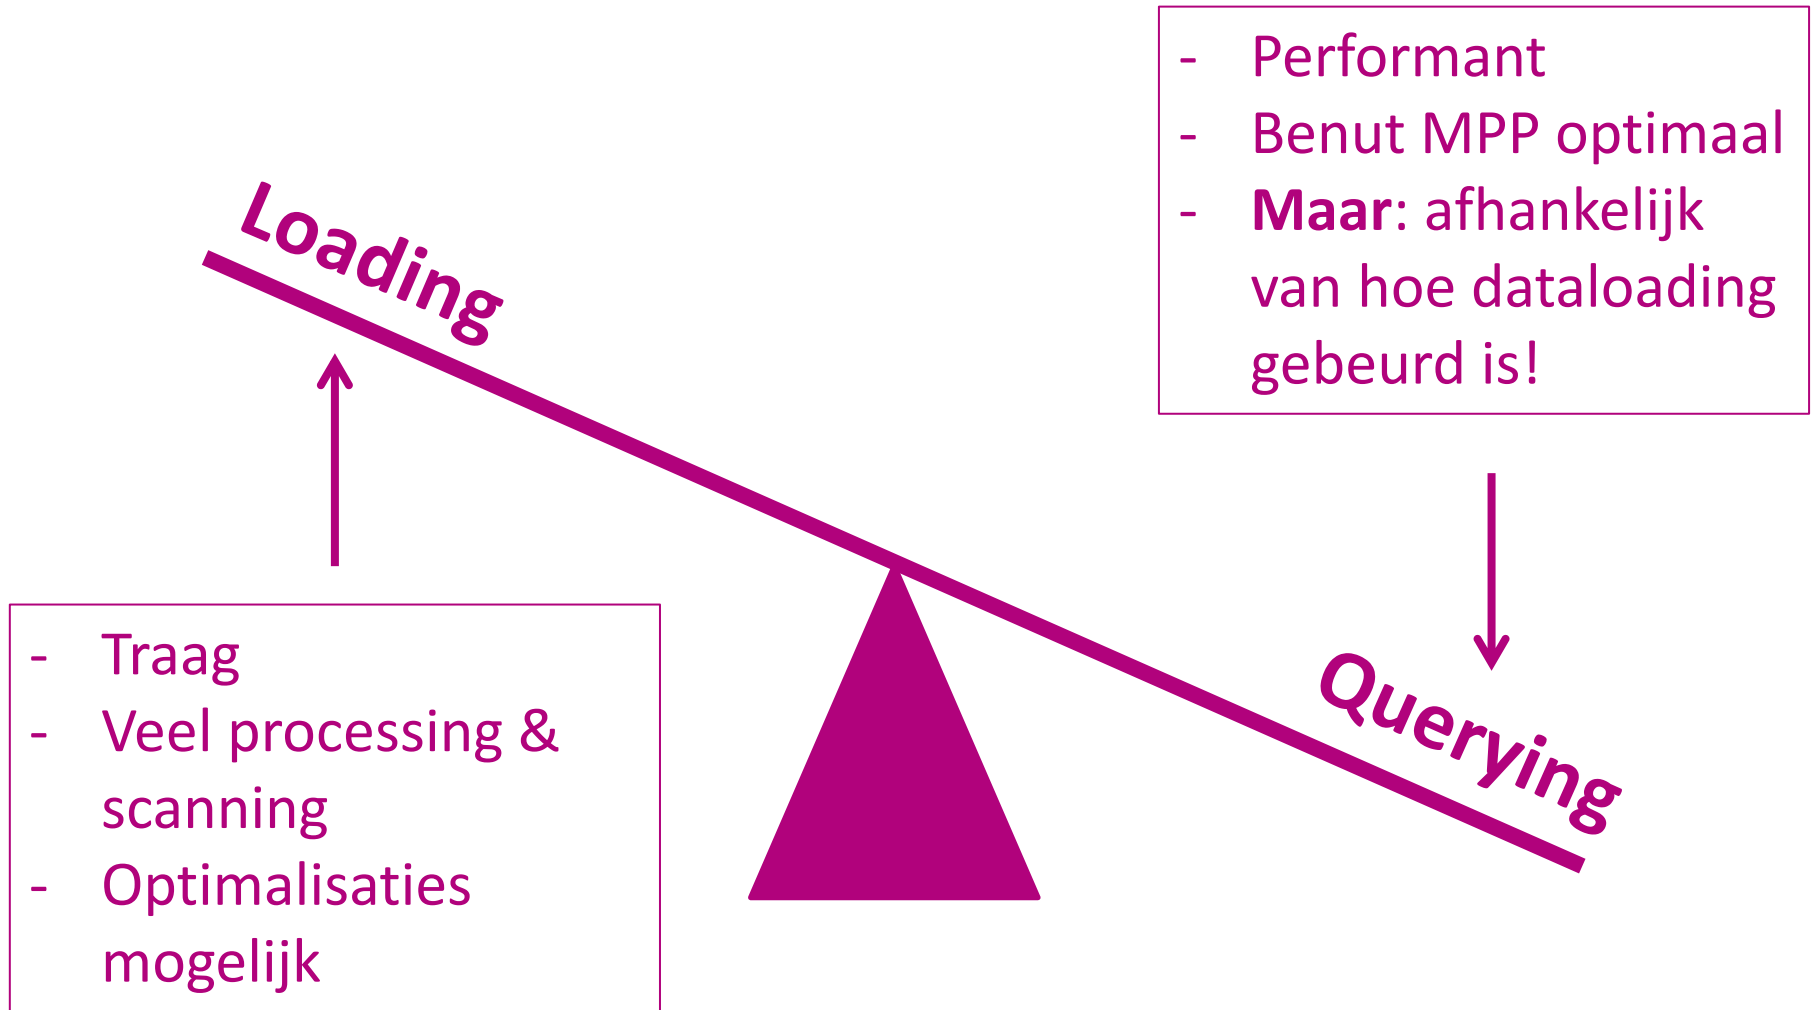 - Performant
- Benut MPP optimaal
- Maar: afhankelijk
van hoe dataloading
gebeurd is!
Loading
- Traag
- Veel processing &
scanning
- Optimalisaties
mogelijk
Querying